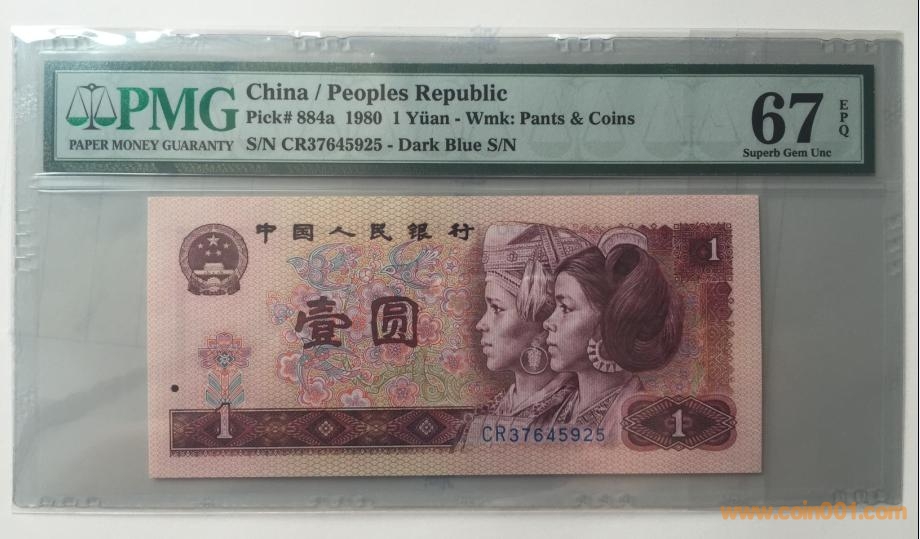 PMG
PAPER MONEY GUARANTY
China / Peoples Republic
Pick# 884a 1980 1 Yüan - Wmk: Pants & Coins
S/N CR37645925 - Dark Blue S/N
67
EPQ
Superb Gem Unc
中国人民银行
1
壹圆
1
CR37645925
1
www.coin001.com